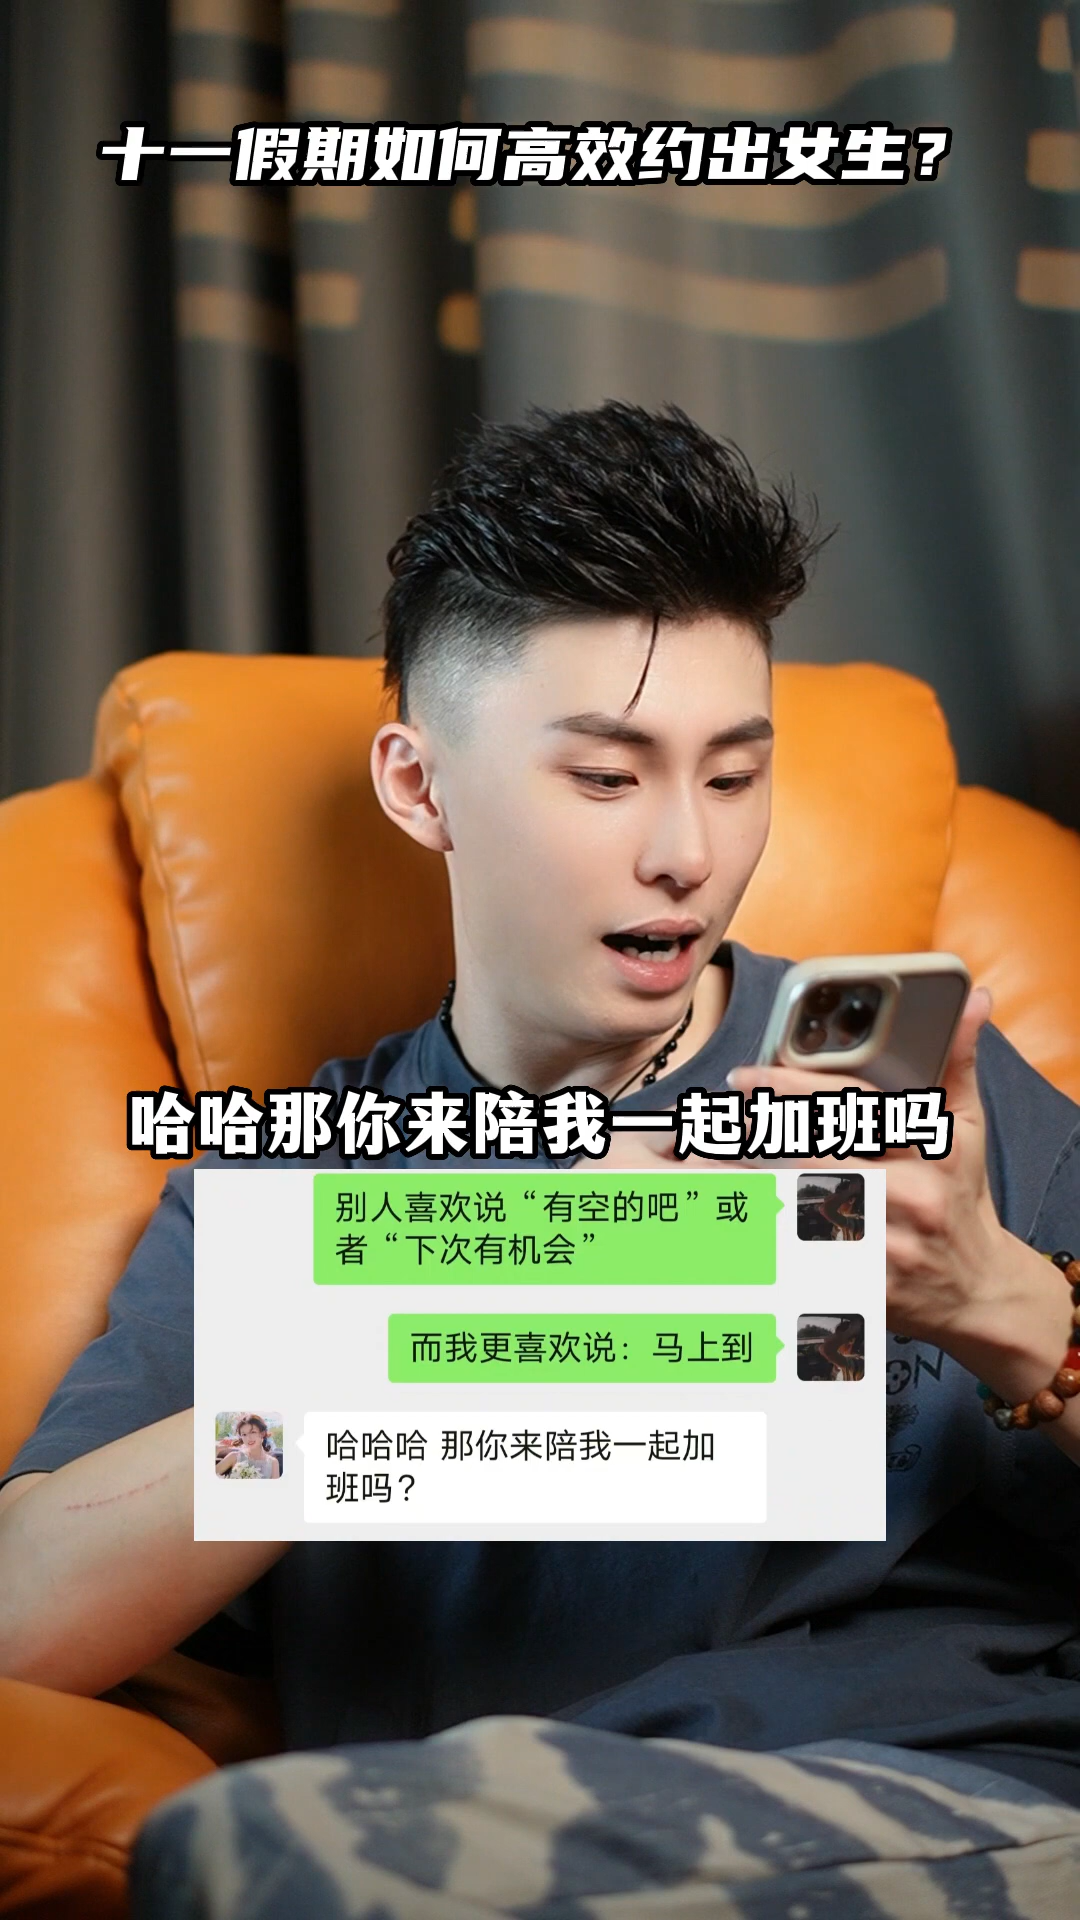 十一假期如何高效约出女生?
哈哈那你来陪我一起加班吗
别人喜欢说“有空的吧”或
者“下次有机会”
而我更喜欢说：马上到
哈哈哈 那你来陪我一起加
班吗？